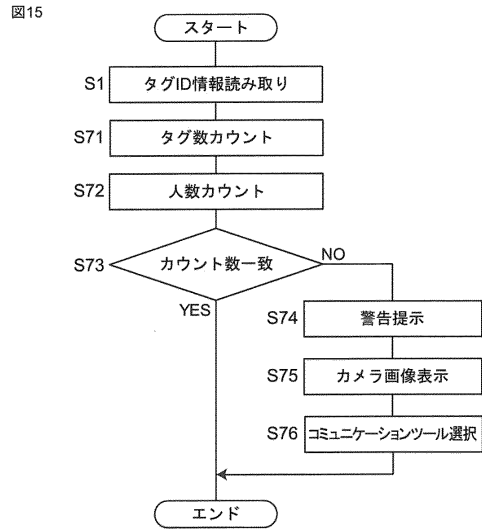 図15
スタート
S1 タグID情報読み取り
S71 タグ数カウント
S72 人数カウント
S73 カウント数一致
NO
YES
S74 警告提示
S75 カメラ画像表示
S76 コミュニケーションツール選択
エンド